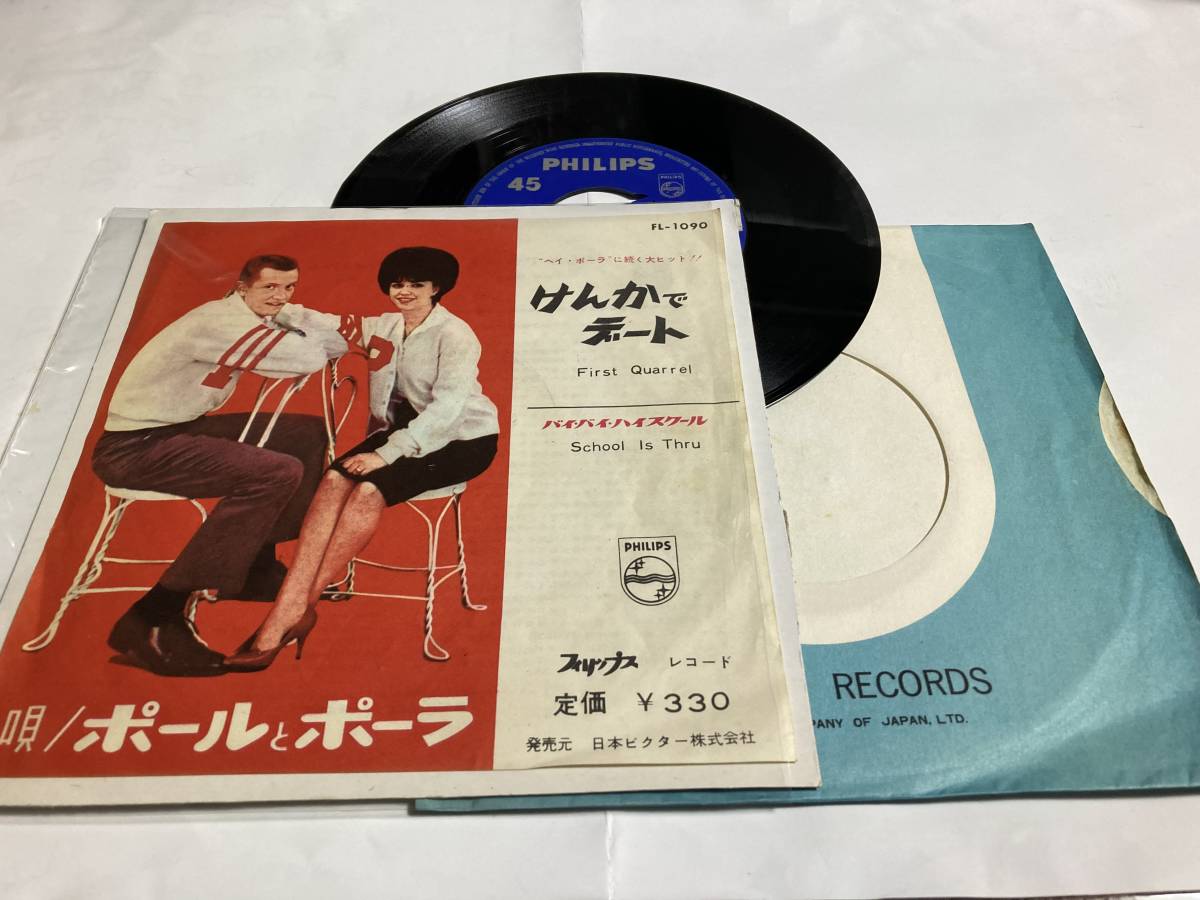 PHILIPS
45
PHILIPS
FL-1090
"ヘイ・ポーラ"に続く大ヒット!!
けんかで
デート
First Quarrel
バイ・バイ・ハイスクール
School Is Thru
PHILIPS
フィリップス レコード
定価 ￥330
発売元 日本ビクター株式会社
唄/ポールとポーラ
RECORDS
PANY OF JAPAN, LTD.